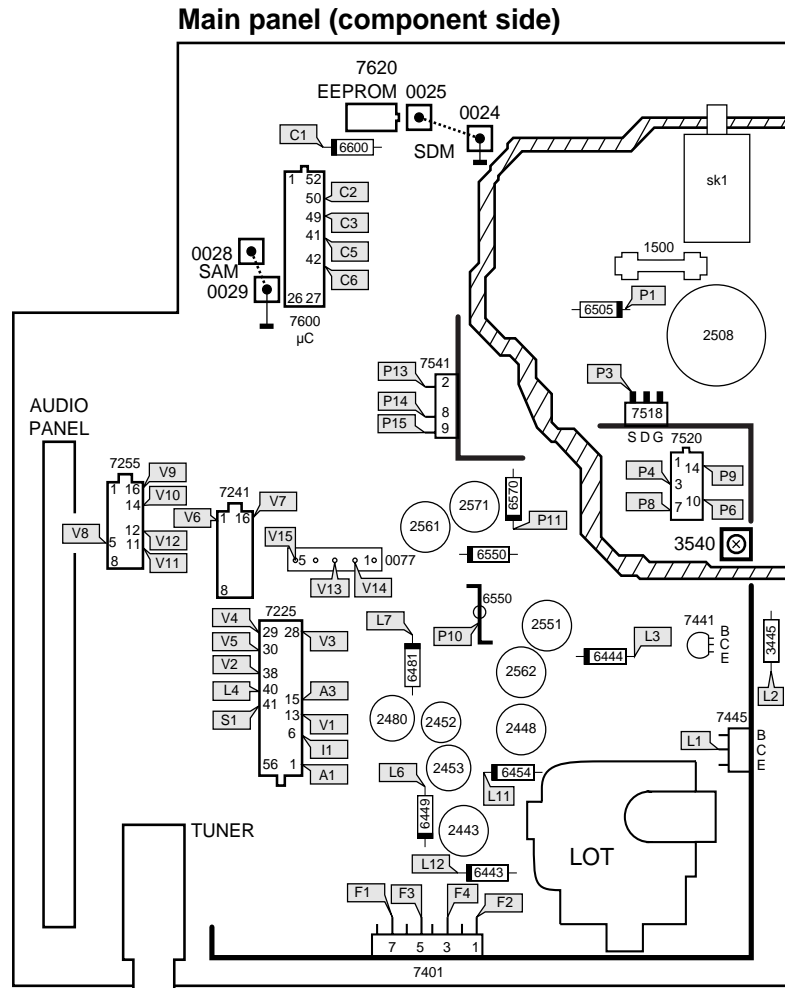 Main panel (component side)
7620
EEPROM 0025
0024
C1
6600
SDM
1 52
50 C2
49 C3
41 C5
42 C6
26 27
7600
µC
0028
SAM
0029
sk1
1500
6505
P1
2508
P3
7518
S D G
7520
1 14 P9
P4 3
P8 7 10 P6
3540
7541
P13 2
P14 8
P15 9
AUDIO
PANEL
7255
1 16 V9
14 V10
V8 5 12 V12
11 V11
8
7241
V6 1 16 V7
8
V15
5 1 0077
V13 V14
2561
2571
6570
P11
6550
6550
P10
2551
2562
7225
V4 29 28 V3
V5 30
V2 38
L4 40 15 A3
S1 41 13 V1
6 I1
56 1 A1
L7
6481
6444
L3
7441
B
C
E
3445
L2
2480
2452
2448
2453
7445
L1
B
C
E
L6
6449
6454
L11
2443
L12
6443
LOT
TUNER
F1 F3 F4 F2
7 5 3 1
7401